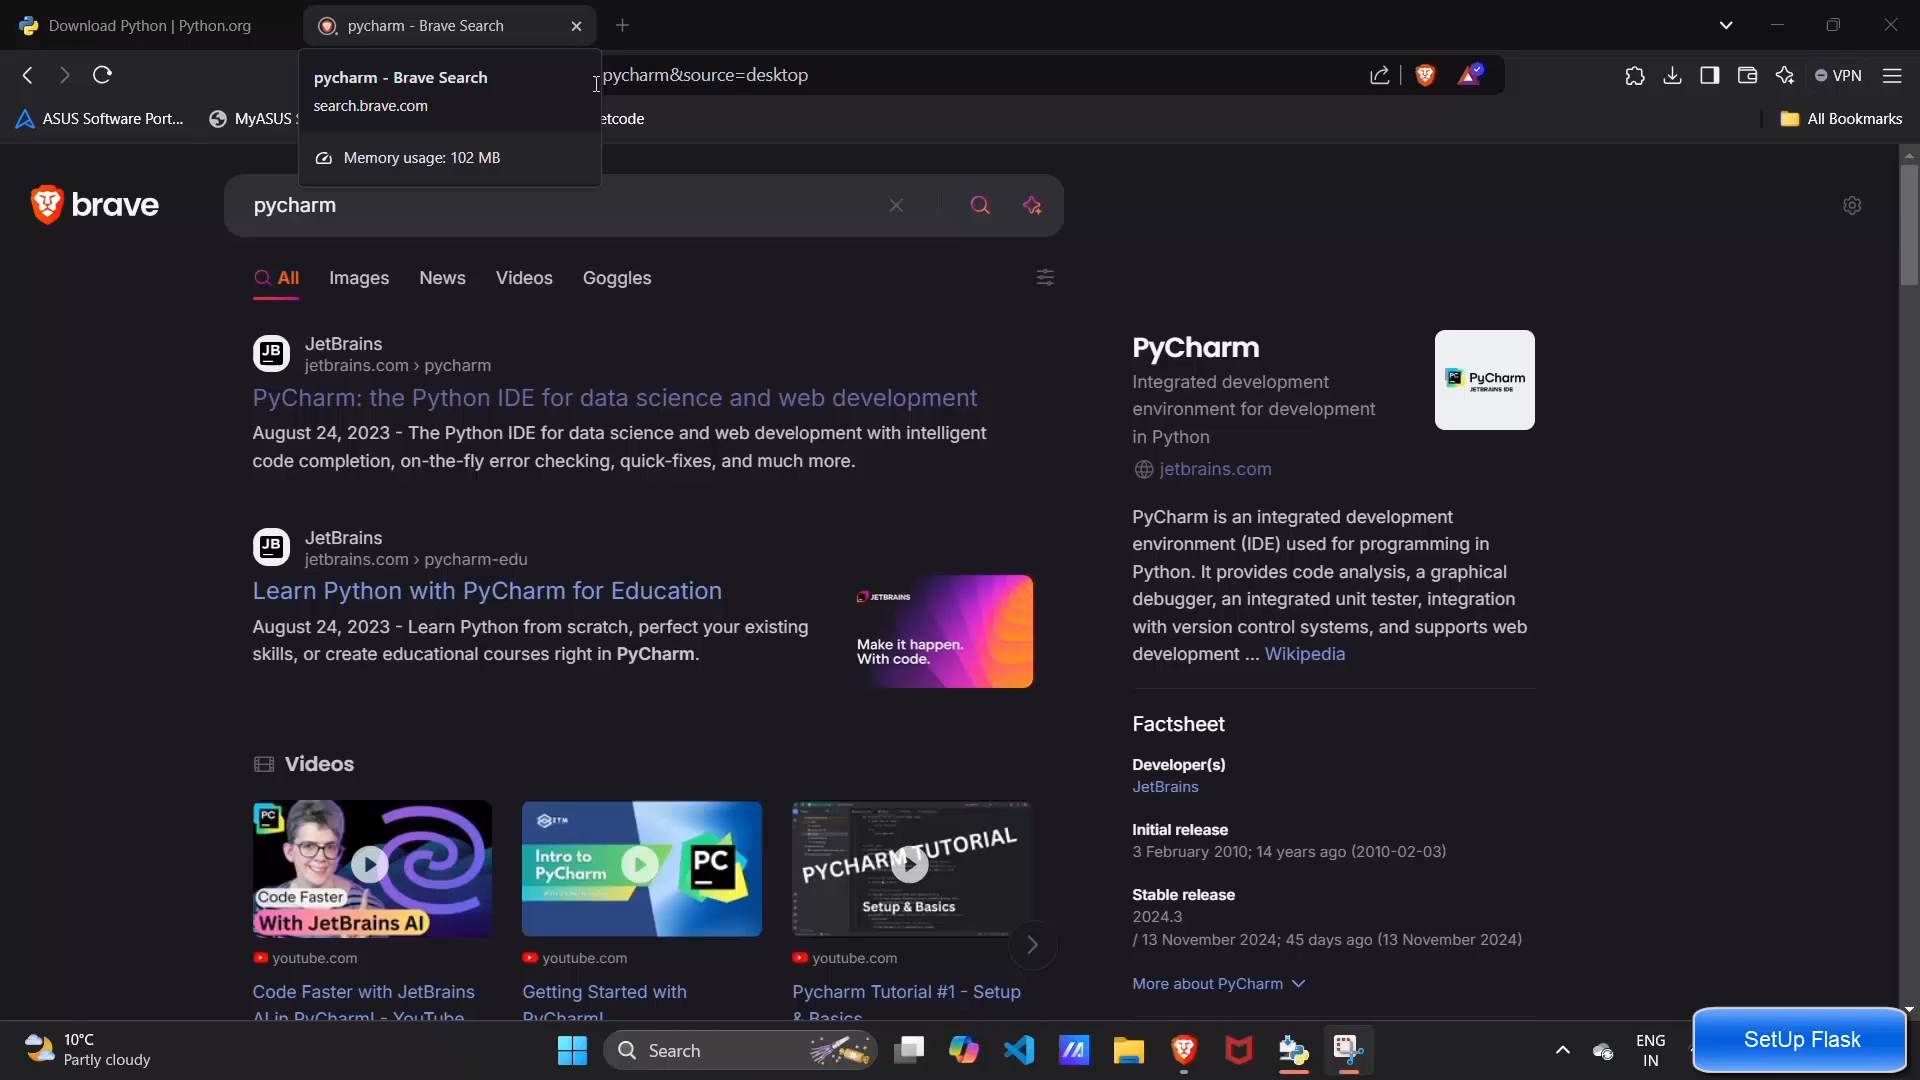 Download Python | Python.org
pycharm - Brave Search
pycharm - Brave Search
search.brave.com
Memory usage: 102 MB
pycharm&source=desktop
VPN
ASUS Software Port...
MyASUS
etcode
All Bookmarks
brave
pycharm
All
Images
News
Videos
Goggles
JetBrains
jetbrains.com › pycharm
PyCharm: the Python IDE for data science and web development
August 24, 2023 - The Python IDE for data science and web development with intelligent
code completion, on-the-fly error checking, quick-fixes, and much more.
JetBrains
jetbrains.com › pycharm-edu
Learn Python with PyCharm for Education
August 24, 2023 - Learn Python from scratch, perfect your existing
skills, or create educational courses right in PyCharm.
JETBRAINS
Make it happen.
With code.
Videos
PC
Code Faster
With JetBrains AI
youtube.com
Code Faster with JetBrains
AI in PyCharm! - YouTube
ZTM
Intro to
PyCharm
PC
youtube.com
Getting Started with
PyCharm!
PYCHARM TUTORIAL
Setup & Basics
youtube.com
Pycharm Tutorial #1 - Setup
& Basics
PyCharm
Integrated development
environment for development
in Python
jetbrains.com
PC PyCharm
JETBRAINS IDE
PyCharm is an integrated development
environment (IDE) used for programming in
Python. It provides code analysis, a graphical
debugger, an integrated unit tester, integration
with version control systems, and supports web
development ... Wikipedia
Factsheet
Developer(s)
JetBrains
Initial release
3 February 2010; 14 years ago (2010-02-03)
Stable release
2024.3
/ 13 November 2024; 45 days ago (13 November 2024)
More about PyCharm
10°C
Partly cloudy
Search
ENG
IN
SetUp Flask